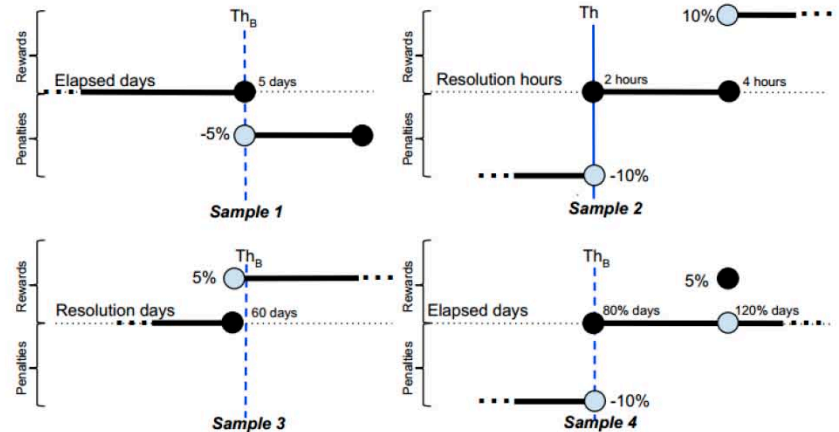 Th_B
Rewards
Penalties
Elapsed days
5 days
-5%
Sample 1
Th
10%
Rewards
Penalties
Resolution hours
2 hours
4 hours
-10%
Sample 2
Th_B
Rewards
Penalties
5%
Resolution days
60 days
Sample 3
Th_B
Rewards
Penalties
5%
Elapsed days
80% days
120% days
-10%
Sample 4